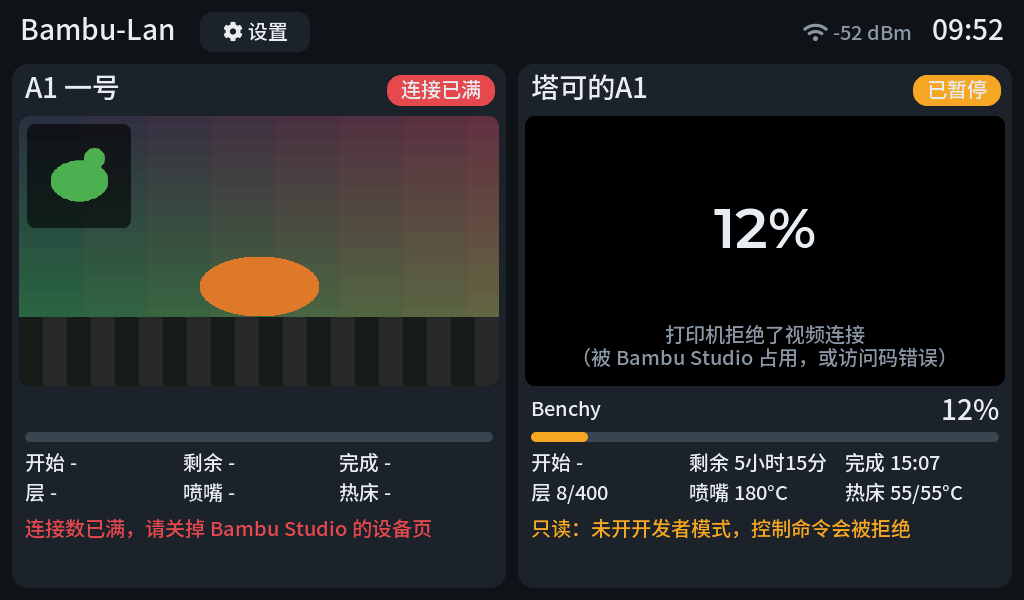 Bambu-Lan
设置
-52 dBm
09:52
A1 一号
连接已满
开始 -
剩余 -
完成 -
层 -
喷嘴 -
热床 -
连接数已满，请关掉 Bambu Studio 的设备页
塔可的A1
已暂停
12%
打印机拒绝了视频连接
（被 Bambu Studio 占用，或访问码错误）
Benchy
12%
开始 -
剩余 5小时15分
完成 15:07
层 8/400
喷嘴 180°C
热床 55/55°C
只读：未开开发者模式，控制命令会被拒绝